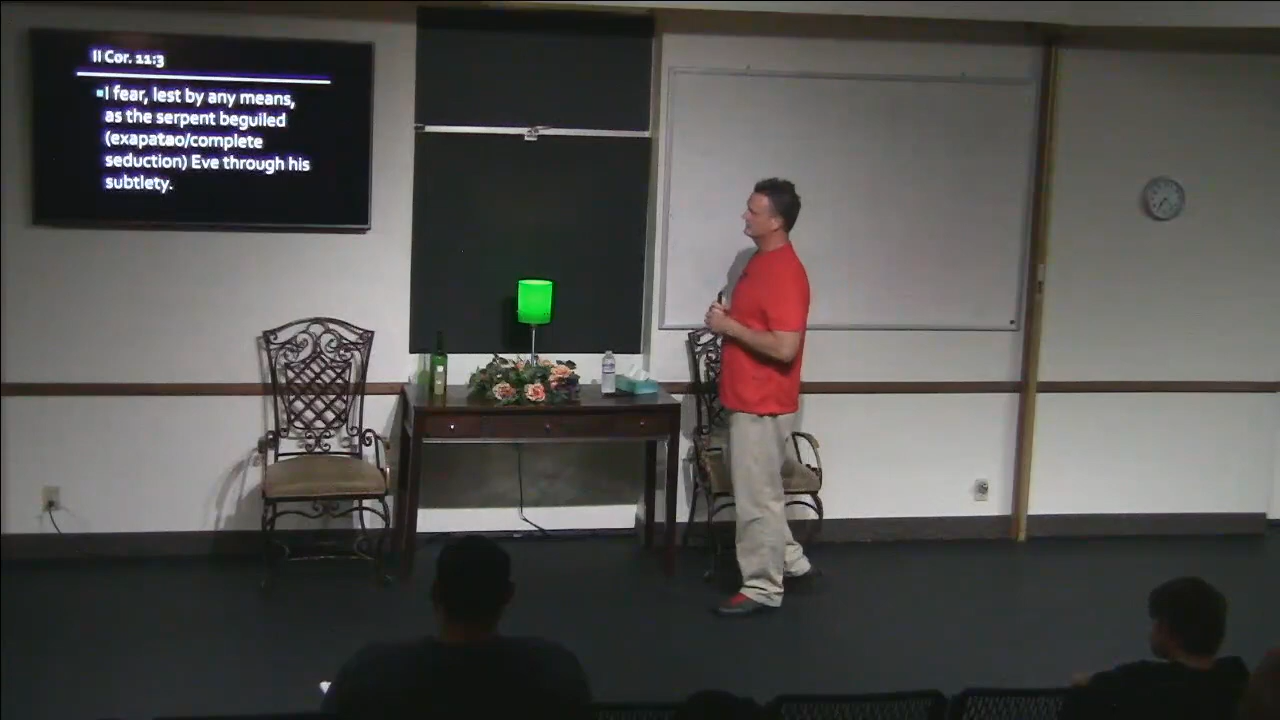 II Cor. 11:3
▪I fear, lest by any means,
as the serpent beguiled
(exapatao/complete
seduction) Eve through his
subtlety.